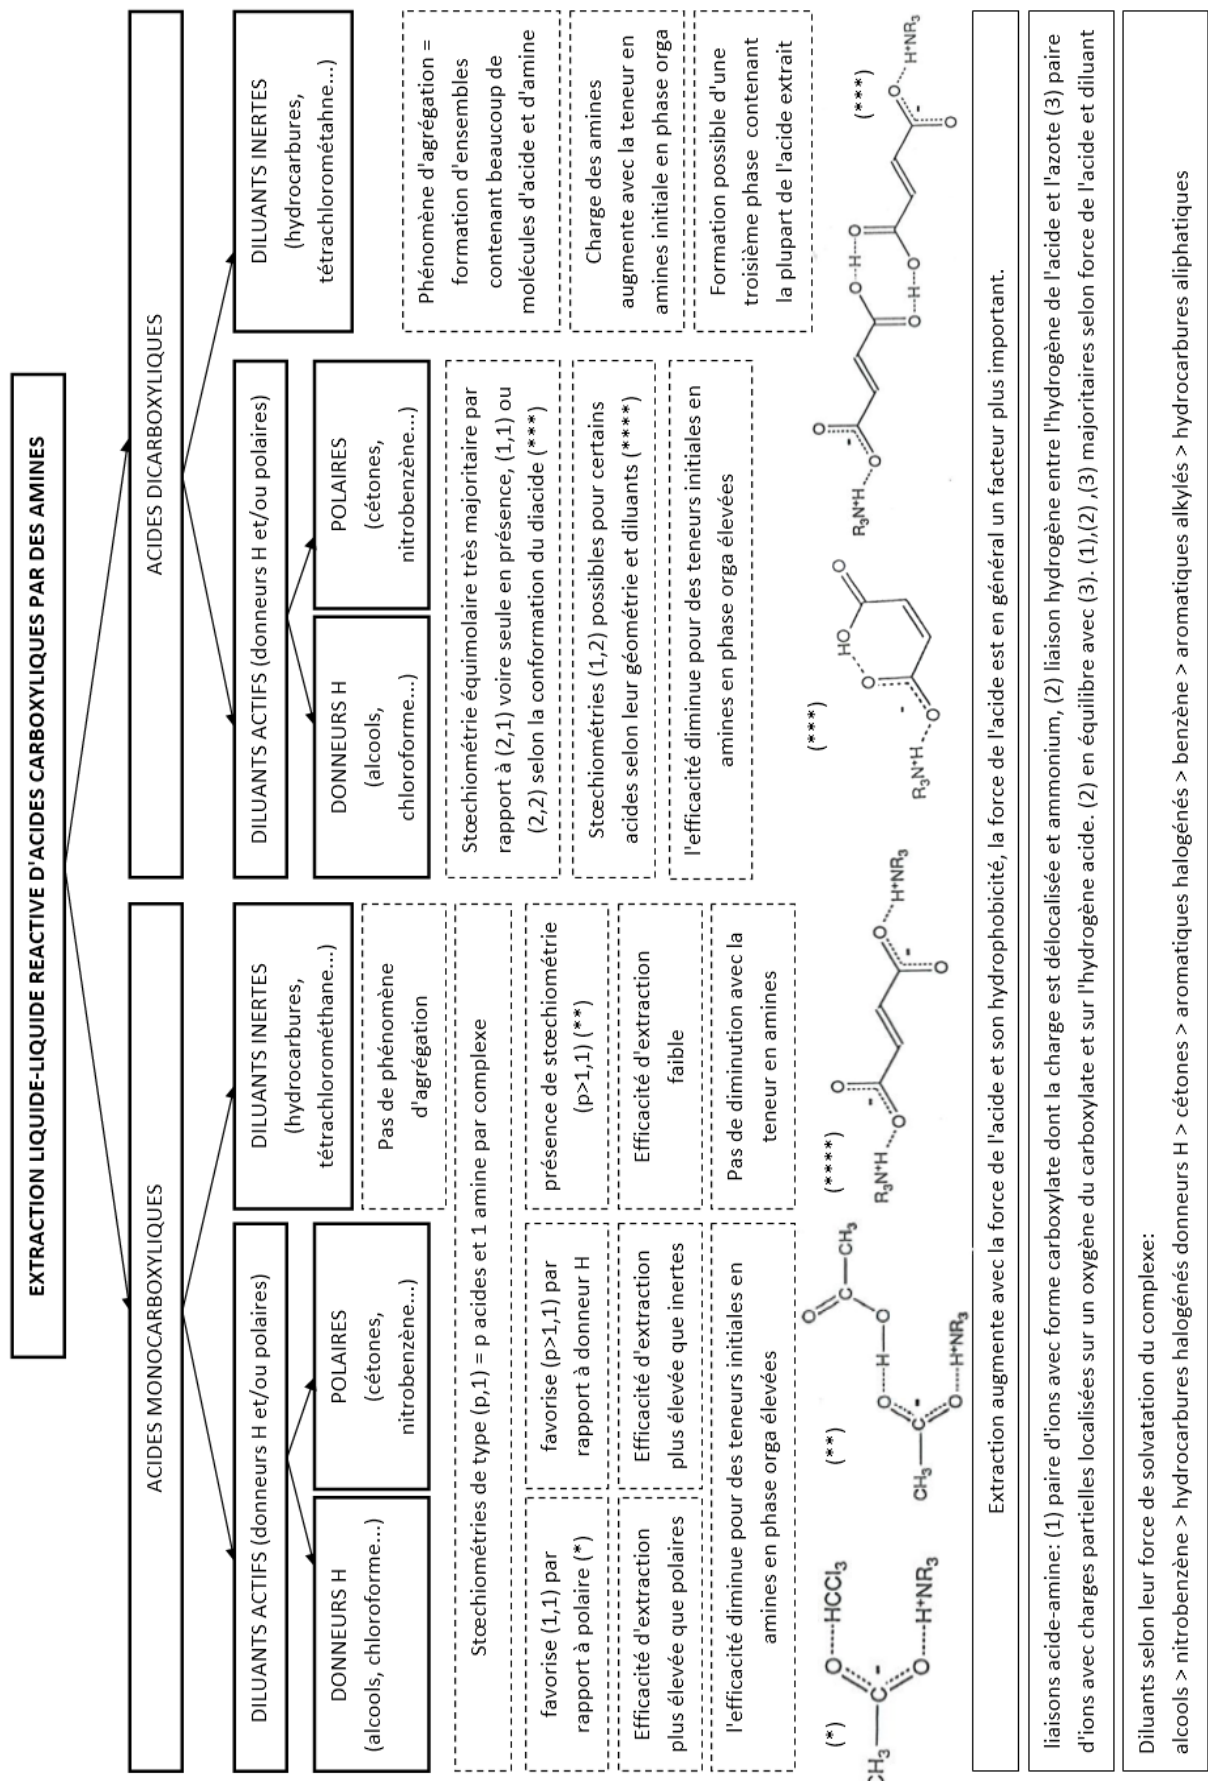 EXTRACTION LIQUIDE-LIQUIDE REACTIVE D'ACIDES CARBOXYLIQUES PAR DES AMINES
ACIDES MONOCARBOXYLIQUES
DILUANTS ACTIFS (donneurs H et/ou polaires)
DONNEURS H
(alcools, chloroforme...)
POLAIRES
(cétones,
nitrobenzène...)
DILUANTS INERTES
(hydrocarbures,
tétrachlorométhane...)
Pas de phénomène
d'agrégation
Stœchiométries de type (p,1) = p acides et 1 amine par complexe
favorise (1,1) par
rapport à polaire (*)
favorise (p>1,1) par
rapport à donneur H
présence de stœchiométrie
(p>1,1) (**)
Efficacité d'extraction
plus élevée que polaires
Efficacité d'extraction
plus élevée que inertes
Efficacité d'extraction
faible
l'efficacité diminue pour des teneurs initiales en
amines en phase orga élevées
Pas de diminution avec la
teneur en amines
ACIDES DICARBOXYLIQUES
DILUANTS ACTIFS (donneurs H et/ou polaires)
DONNEURS H
(alcools,
chloroforme...)
POLAIRES
(cétones,
nitrobenzène...)
DILUANTS INERTES
(hydrocarbures,
tétrachlorométahne...)
Stœchiométrie équimolaire très majoritaire par
rapport à (2,1) voire seule en présence, (1,1) ou
(2,2) selon la conformation du diacide (***)
Stœchiométries (1,2) possibles pour certains
acides selon leur géométrie et diluants (****)
l'efficacité diminue pour des teneurs initiales en
amines en phase orga élevées
Phénomène d'agrégation =
formation d'ensembles
contenant beaucoup de
molécules d'acide et d'amine
Charge des amines
augmente avec la teneur en
amines initiale en phase orga
Formation possible d'une
troisième phase contenant
la plupart de l'acide extrait
(*)
CH₃
C
-
O
HCCl₃
O
H⁺NR₃
(**)
CH₃
C
-
O
H
O
C
O
CH₃
O
H⁺NR₃
(****)
R₃N⁺H
O
O
-
O
O
-
H⁺NR₃
(***)
R₃N⁺H
O
-
O
HO
O
(***)
R₃N⁺H
O
O
-
O
H
O
O
H
O
O
O
-
H⁺NR₃
Extraction augmente avec la force de l'acide et son hydrophobicité, la force de l'acide est en général un facteur plus important.
liaisons acide-amine: (1) paire d'ions avec forme carboxylate dont la charge est délocalisée et ammonium, (2) liaison hydrogène entre l'hydrogène de l'acide et l'azote (3) paire
d'ions avec charges partielles localisées sur un oxygène du carboxylate et sur l'hydrogène acide. (2) en équilibre avec (3). (1),(2) ,(3) majoritaires selon force de l'acide et diluant
Diluants selon leur force de solvatation du complexe:
alcools > nitrobenzène > hydrocarbures halogénés donneurs H > cétones > aromatiques halogénés > benzène > aromatiques alkylés > hydrocarbures aliphatiques